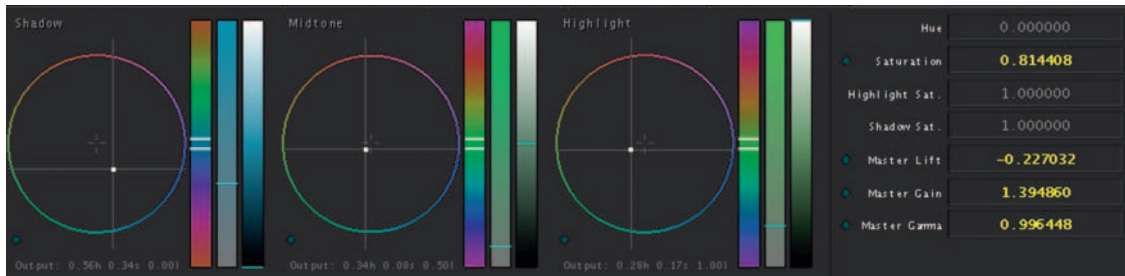 Shadow
Midtone
Highlight
Output: 0.56h 0.34s 0.00l
Output: 0.34h 0.08s 0.50l
Output: 0.26h 0.17s 1.00l
Hue 0.000000
Saturation 0.814408
Highlight Sat. 1.000000
Shadow Sat. 1.000000
Master Lift -0.227032
Master Gain 1.394860
Master Gamma 0.996448